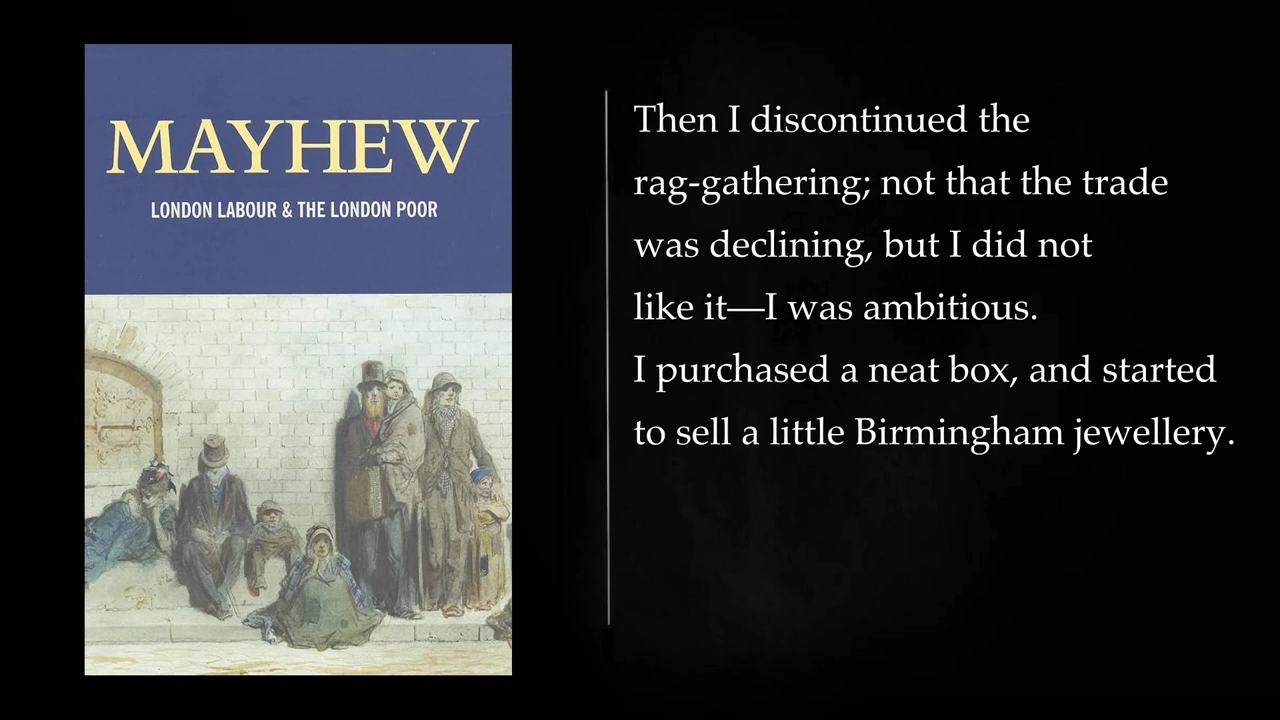 MAYHEW
LONDON LABOUR & THE LONDON POOR
Then I discontinued the
rag-gathering; not that the trade
was declining, but I did not
like it—I was ambitious.
I purchased a neat box, and started
to sell a little Birmingham jewellery.